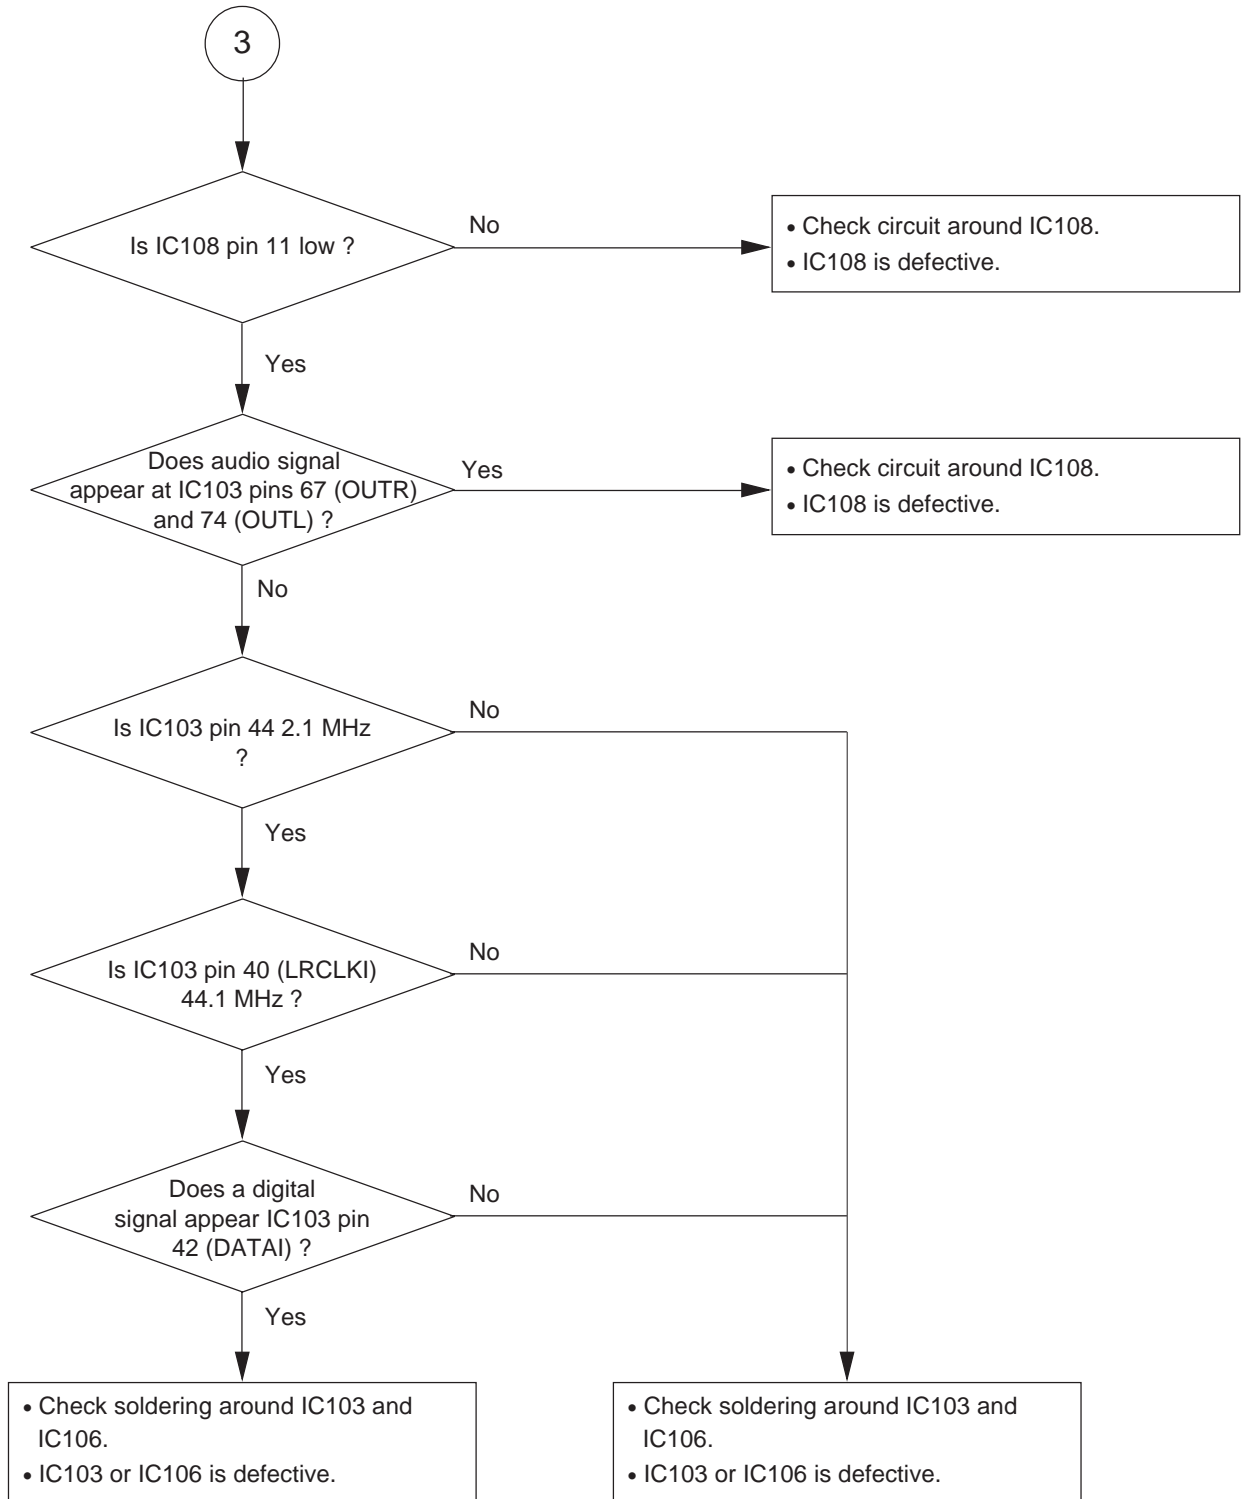 3
Is IC108 pin 11 low ?
No
• Check circuit around IC108.
• IC108 is defective.
Yes
Does audio signal
appear at IC103 pins 67 (OUTR)
and 74 (OUTL) ?
Yes
• Check circuit around IC108.
• IC108 is defective.
No
Is IC103 pin 44 2.1 MHz
?
No
Yes
Is IC103 pin 40 (LRCLKI)
44.1 MHz ?
No
Yes
Does a digital
signal appear IC103 pin
42 (DATAI) ?
No
Yes
• Check soldering around IC103 and
IC106.
• IC103 or IC106 is defective.
• Check soldering around IC103 and
IC106.
• IC103 or IC106 is defective.